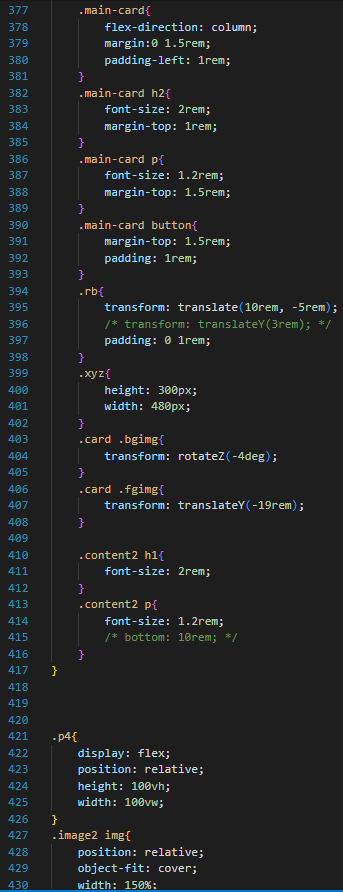 377 .main-card{
378 flex-direction: column;
379 margin:0 1.5rem;
380 padding-left: 1rem;
381 }
382 .main-card h2{
383 font-size: 2rem;
384 margin-top: 1rem;
385 }
386 .main-card p{
387 font-size: 1.2rem;
388 margin-top: 1.5rem;
389 }
390 .main-card button{
391 margin-top: 1.5rem;
392 padding: 1rem;
393 }
394 .rb{
395 transform: translate(10rem, -5rem);
396 /* transform: translateY(3rem); */
397 padding: 0 1rem;
398 }
399 .xyz{
400 height: 300px;
401 width: 480px;
402 }
403 .card .bgimg{
404 transform: rotateZ(-4deg);
405 }
406 .card .fgimg{
407 transform: translateY(-19rem);
408 }
409
410 .content2 h1{
411 font-size: 2rem;
412 }
413 .content2 p{
414 font-size: 1.2rem;
415 /* bottom: 10rem; */
416 }
417 }
418
419
420
421 .p4{
422 display: flex;
423 position: relative;
424 height: 100vh;
425 width: 100vw;
426 }
427 .image2 img{
428 position: relative;
429 object-fit: cover;
430 width: 150%;